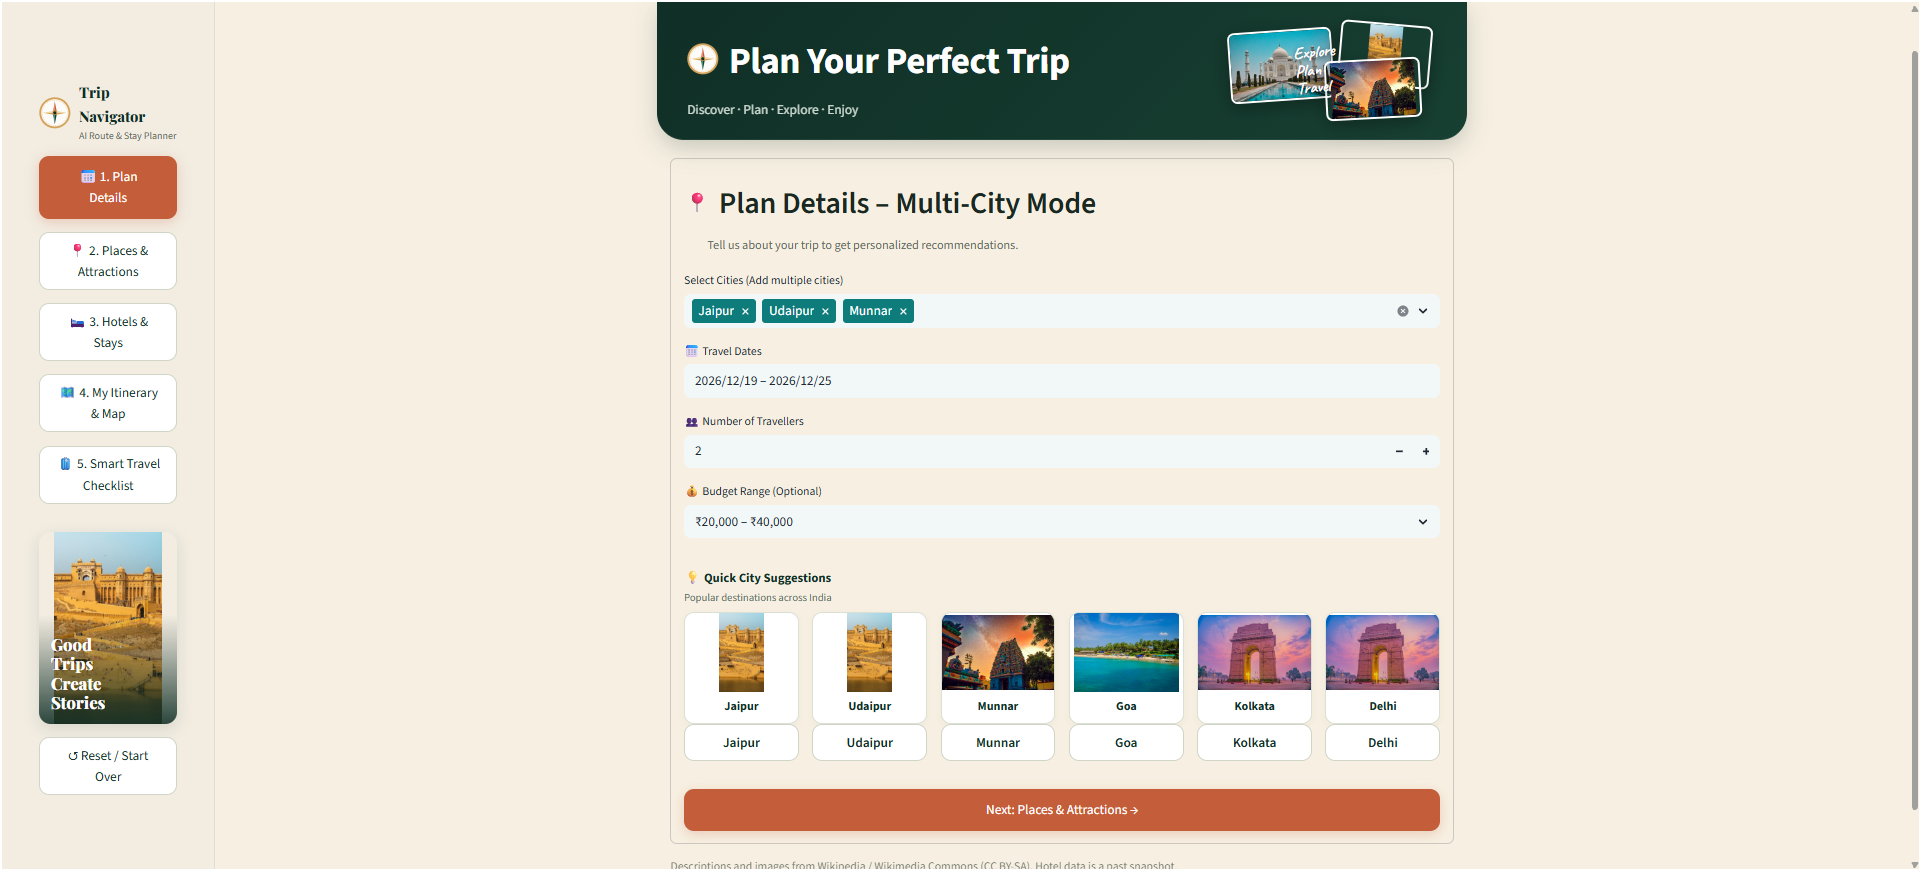 Trip
Navigator
AI Route & Stay Planner
1. Plan
Details
2. Places &
Attractions
3. Hotels &
Stays
4. My Itinerary
& Map
5. Smart Travel
Checklist
Good
Trips
Create
Stories
↺ Reset / Start
Over
Plan Your Perfect Trip
Discover · Plan · Explore · Enjoy
Explore
Plan
Travel
Plan Details – Multi-City Mode
Tell us about your trip to get personalized recommendations.
Select Cities (Add multiple cities)
Jaipur × Udaipur × Munnar ×
Travel Dates
2026/12/19 – 2026/12/25
Number of Travellers
2
Budget Range (Optional)
₹20,000 – ₹40,000
Quick City Suggestions
Popular destinations across India
Jaipur Udaipur Munnar Goa Kolkata Delhi
Jaipur Udaipur Munnar Goa Kolkata Delhi
Next: Places & Attractions →
Descriptions and images from Wikipedia / Wikimedia Commons (CC BY-SA). Hotel data is a past snapshot